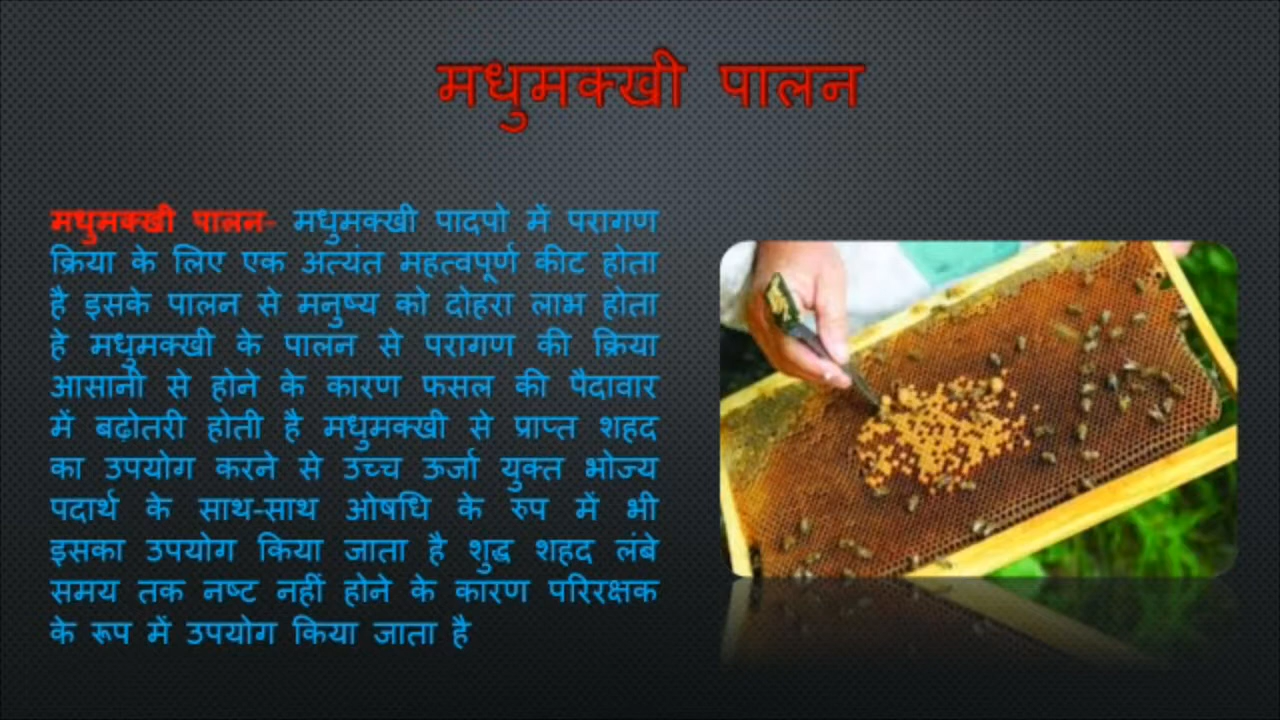 मधुमक्खी पालन
मधुमक्खी पालन- मधुमक्खी पादपो में परागण
क्रिया के लिए एक अत्यंत महत्वपूर्ण कीट होता
है इसके पालन से मनुष्य को दोहरा लाभ होता
हे मधुमक्खी के पालन से परागण की क्रिया
आसानी से होने के कारण फसल की पैदावार
में बढ़ोतरी होती है मधुमक्खी से प्राप्त शहद
का उपयोग करने से उच्च ऊर्जा युक्त भोज्य
पदार्थ के साथ-साथ ओषधि के रुप में भी
इसका उपयोग किया जाता है शुद्ध शहद लंबे
समय तक नष्ट नहीं होने के कारण परिरक्षक
के रूप में उपयोग किया जाता है